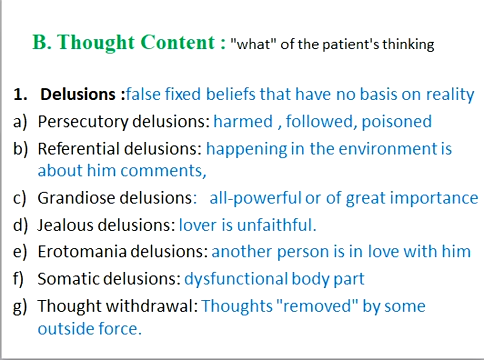 B. Thought Content : "what" of the patient's thinking
1. Delusions :false fixed beliefs that have no basis on reality
a) Persecutory delusions: harmed , followed, poisoned
b) Referential delusions: happening in the environment is
about him comments,
c) Grandiose delusions: all-powerful or of great importance
d) Jealous delusions: lover is unfaithful.
e) Erotomania delusions: another person is in love with him
f) Somatic delusions: dysfunctional body part
g) Thought withdrawal: Thoughts "removed" by some
outside force.